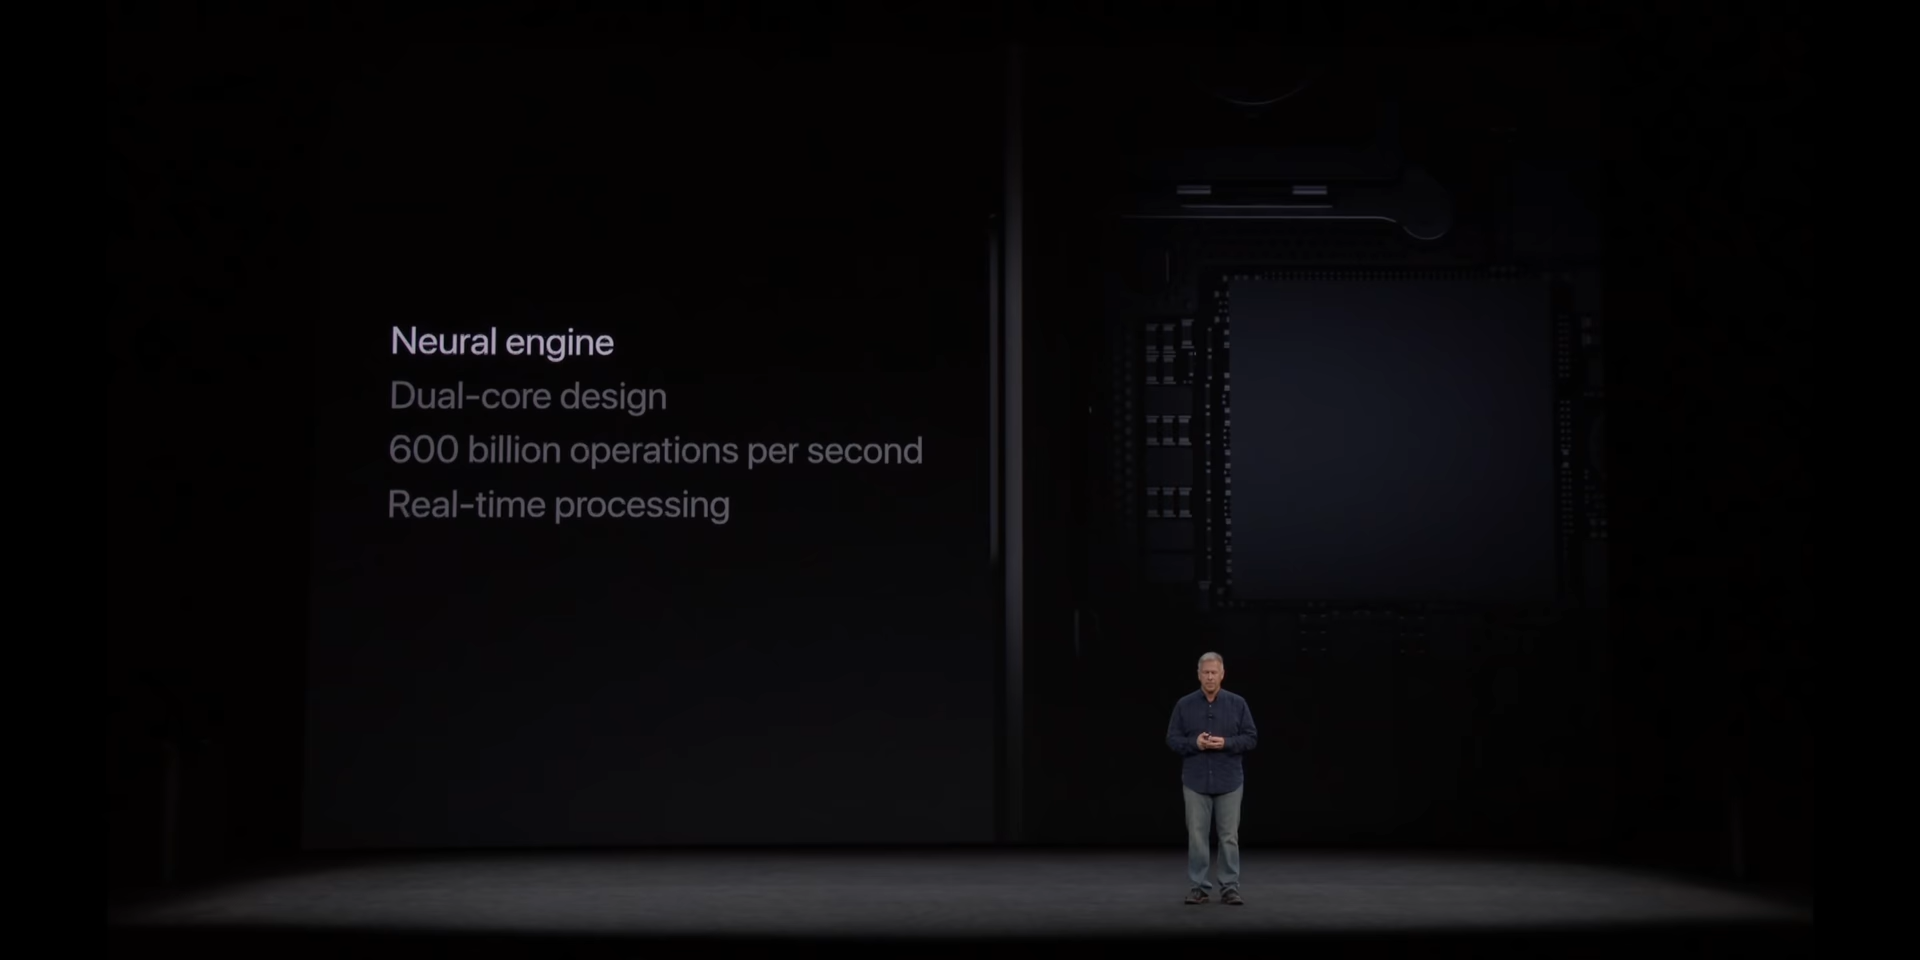 Neural engine
Dual-core design
600 billion operations per second
Real-time processing